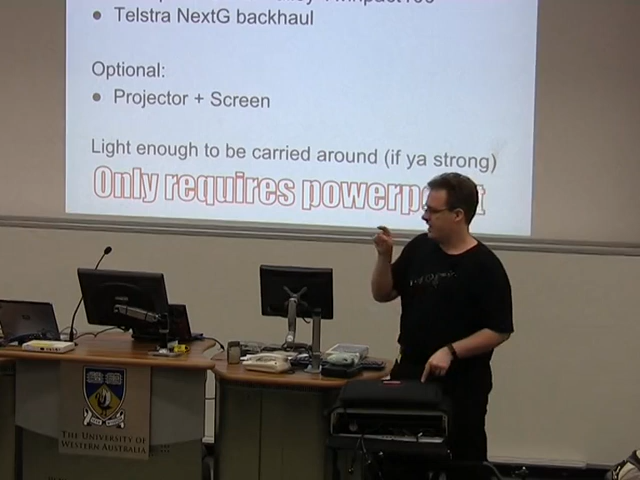 • Telstra NextG backhaul
Optional:
• Projector + Screen
Light enough to be carried around (if ya strong)
Only requires
THE UNIVERSITY OF
WESTERN AUSTRALIA